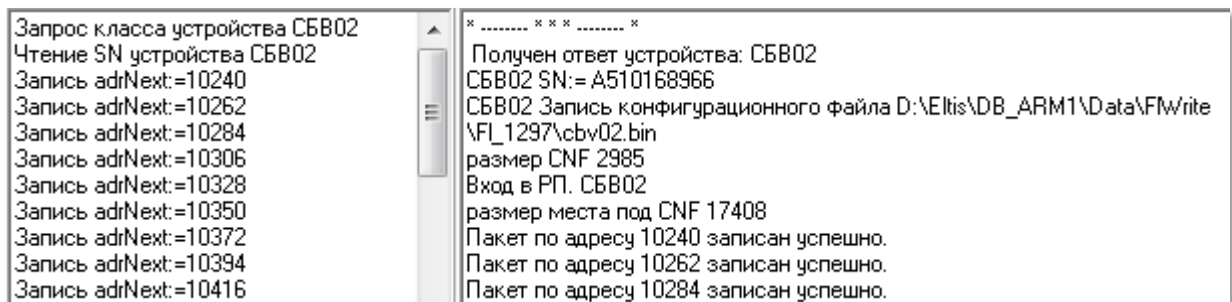 Запрос класса устройства СБВ02
Чтение SN устройства СБВ02
Запись adrNext:=10240
Запись adrNext:=10262
Запись adrNext:=10284
Запись adrNext:=10306
Запись adrNext:=10328
Запись adrNext:=10350
Запись adrNext:=10372
Запись adrNext:=10394
Запись adrNext:=10416
* -------- * * * -------- *
Получен ответ устройства: СБВ02
СБВ02 SN:= A510168966
СБВ02 Запись конфигурационного файла D:\Eltis\DB_ARM1\Data\FlWrite
\Fl_1297\cbv02.bin
размер CNF 2985
Вход в РП. СБВ02
размер места под CNF 17408
Пакет по адресу 10240 записан успешно.
Пакет по адресу 10262 записан успешно.
Пакет по адресу 10284 записан успешно.